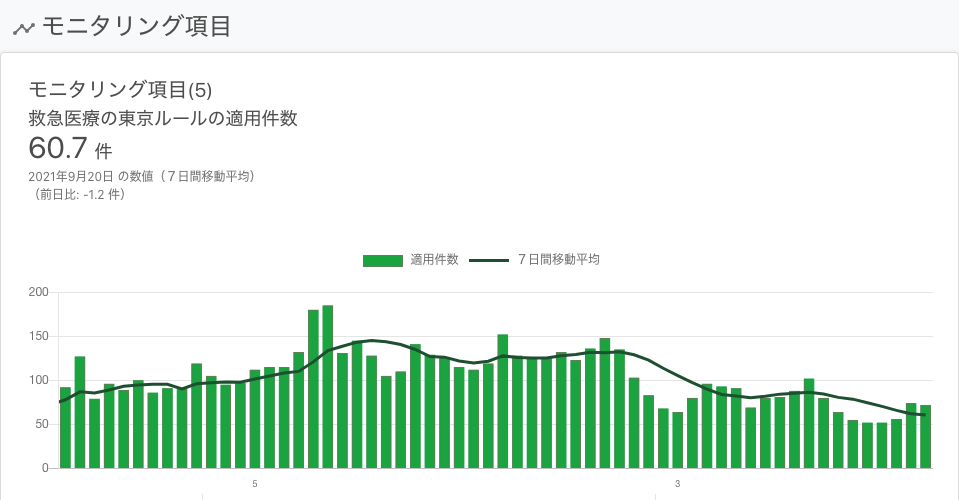 モニタリング項目
モニタリング項目(5)
救急医療の東京ルールの適用件数
60.7 件
2021年9月20日 の数値（７日間移動平均）
（前日比: -1.2 件）
適用件数 ７日間移動平均
200
150
100
50
0
5 3